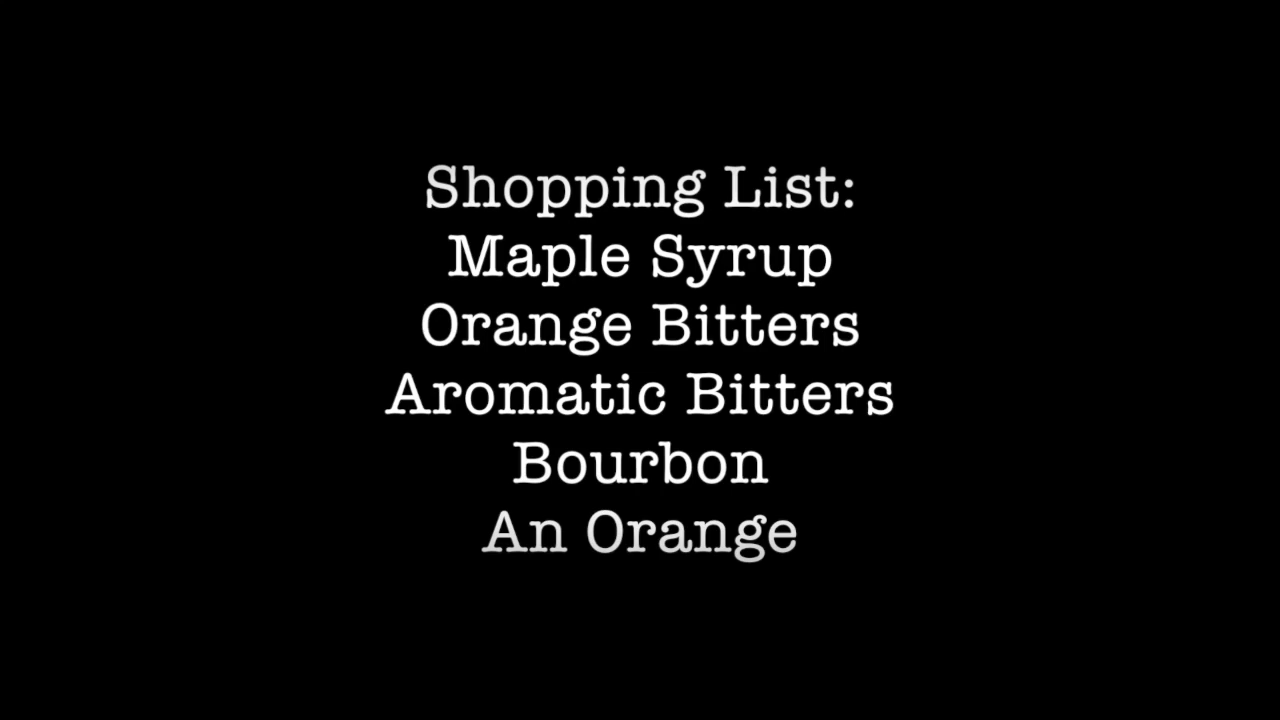 Shopping List:
Maple Syrup
Orange Bitters
Aromatic Bitters
Bourbon
An Orange